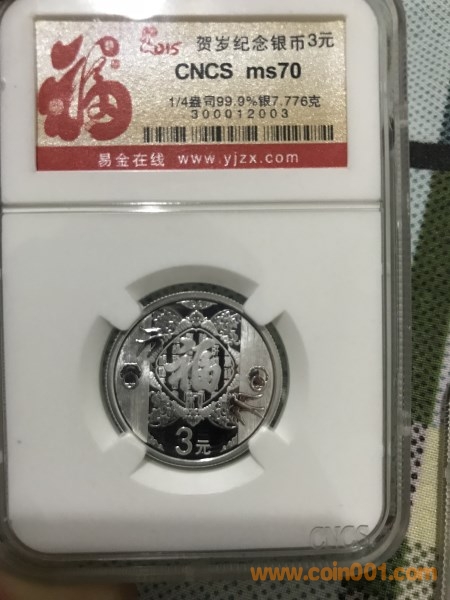 福 2015 贺岁纪念银币3元
CNCS ms70
1/4盎司99.9%银7.776克
300012003
易金在线 www.yjzx.com
福
3元
CNCS
www.coin001.com